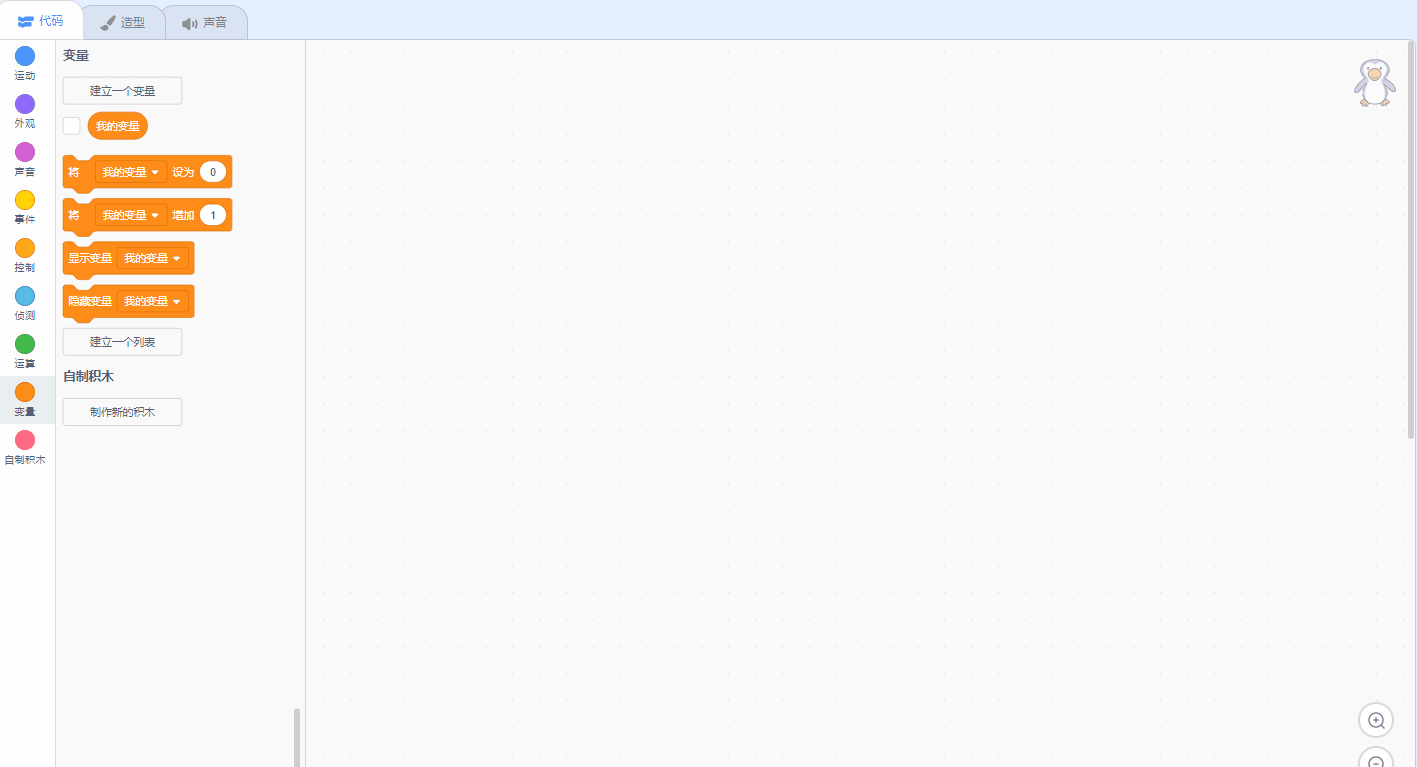 代码 造型 声音
运动
外观
声音
事件
控制
侦测
运算
变量
自制积木
变量
建立一个变量
我的变量
将 我的变量 设为 0
将 我的变量 增加 1
显示变量 我的变量
隐藏变量 我的变量
建立一个列表
自制积木
制作新的积木